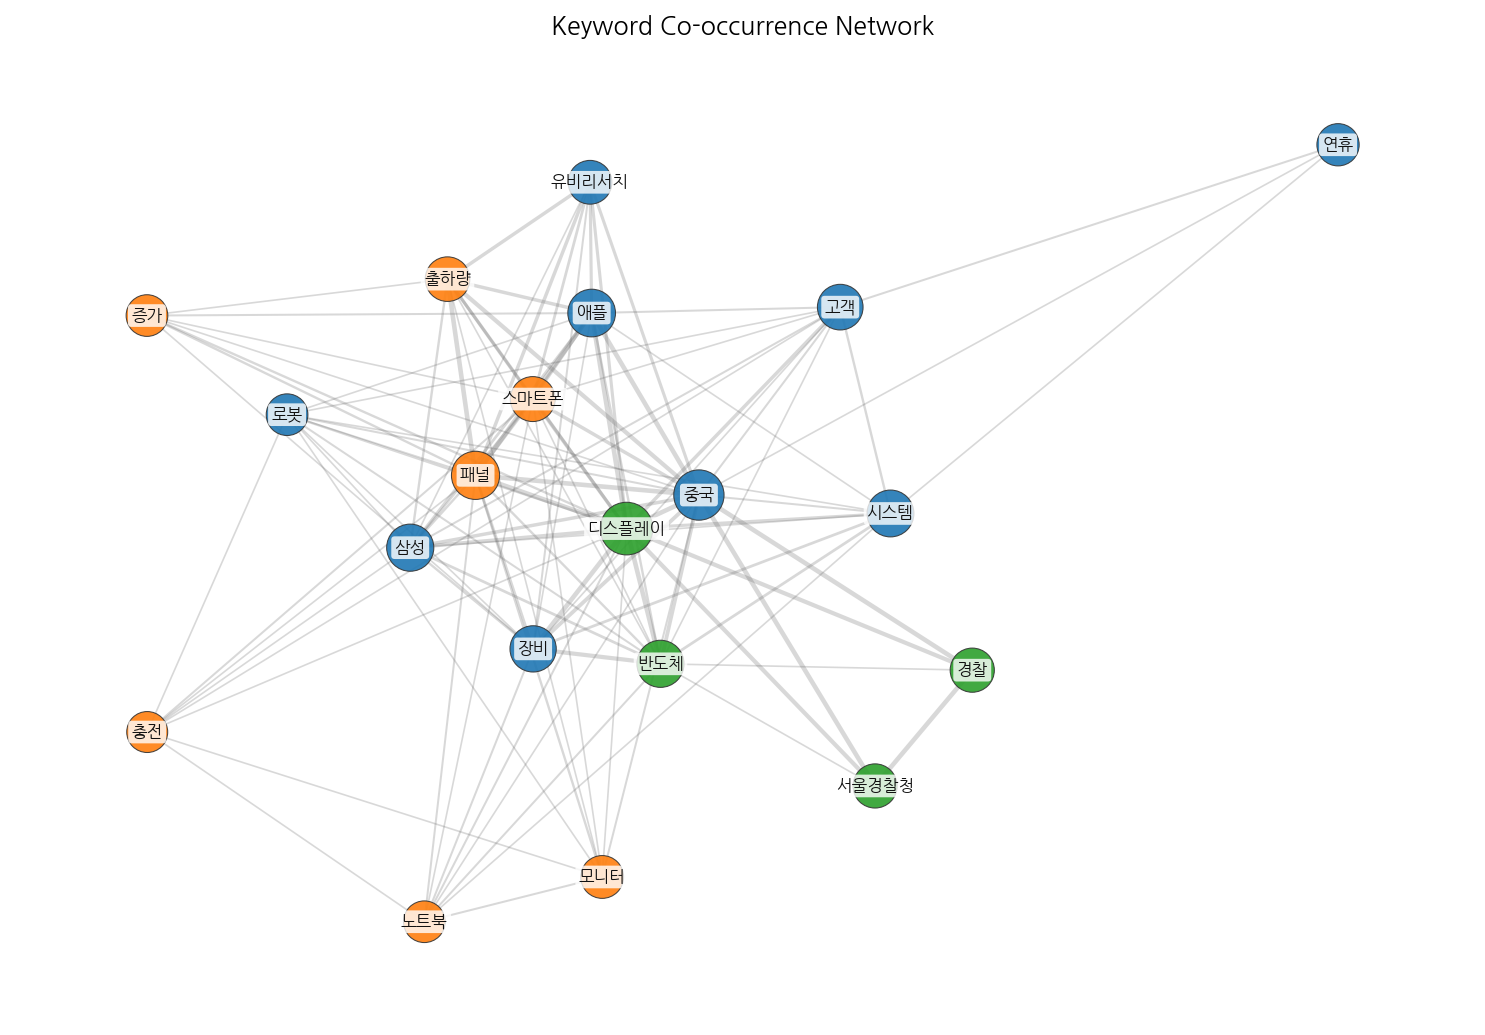 Keyword Co-occurrence Network
연휴
유비리서치
출하량
애플
고객
증가
스마트폰
로봇
패널
중국
시스템
디스플레이
삼성
장비
반도체
경찰
충전
서울경찰청
모니터
노트북